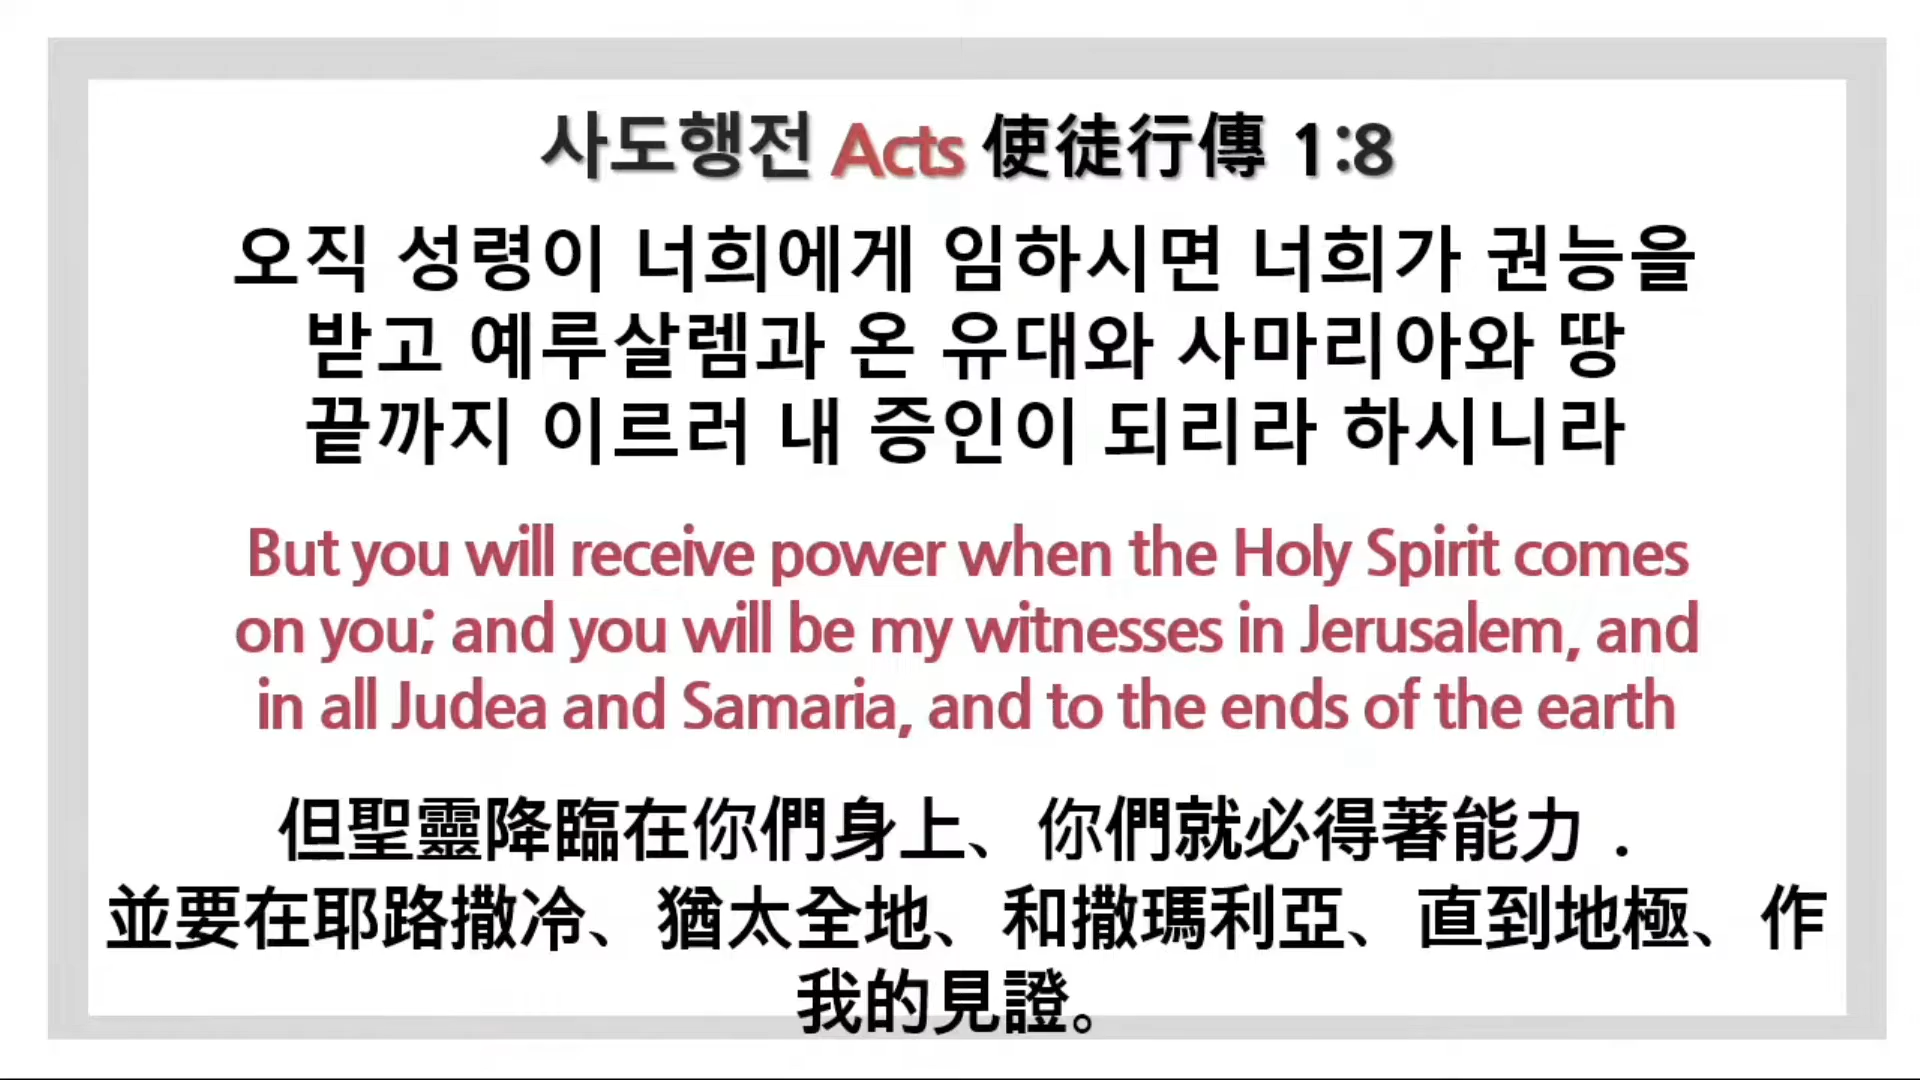 사도행전 Acts 使徒行傳 1:8
오직 성령이 너희에게 임하시면 너희가 권능을
받고 예루살렘과 온 유대와 사마리아와 땅
끝까지 이르러 내 증인이 되리라 하시니라
But you will receive power when the Holy Spirit comes
on you; and you will be my witnesses in Jerusalem, and
in all Judea and Samaria, and to the ends of the earth
但聖靈降臨在你們身上、你們就必得著能力．
並要在耶路撒冷、猶太全地、和撒瑪利亞、直到地極、作
我的見證。